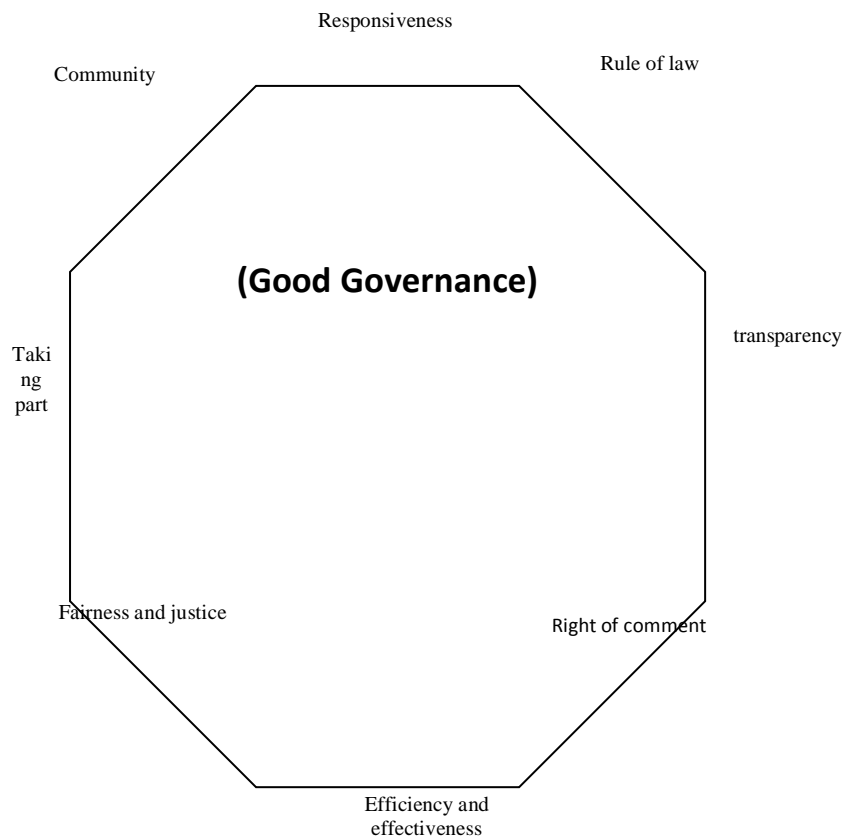 Responsiveness
Rule of law
Community
(Good Governance)
transparency
Taki
ng
part
Fairness and justice
Right of comment
Efficiency and
effectiveness